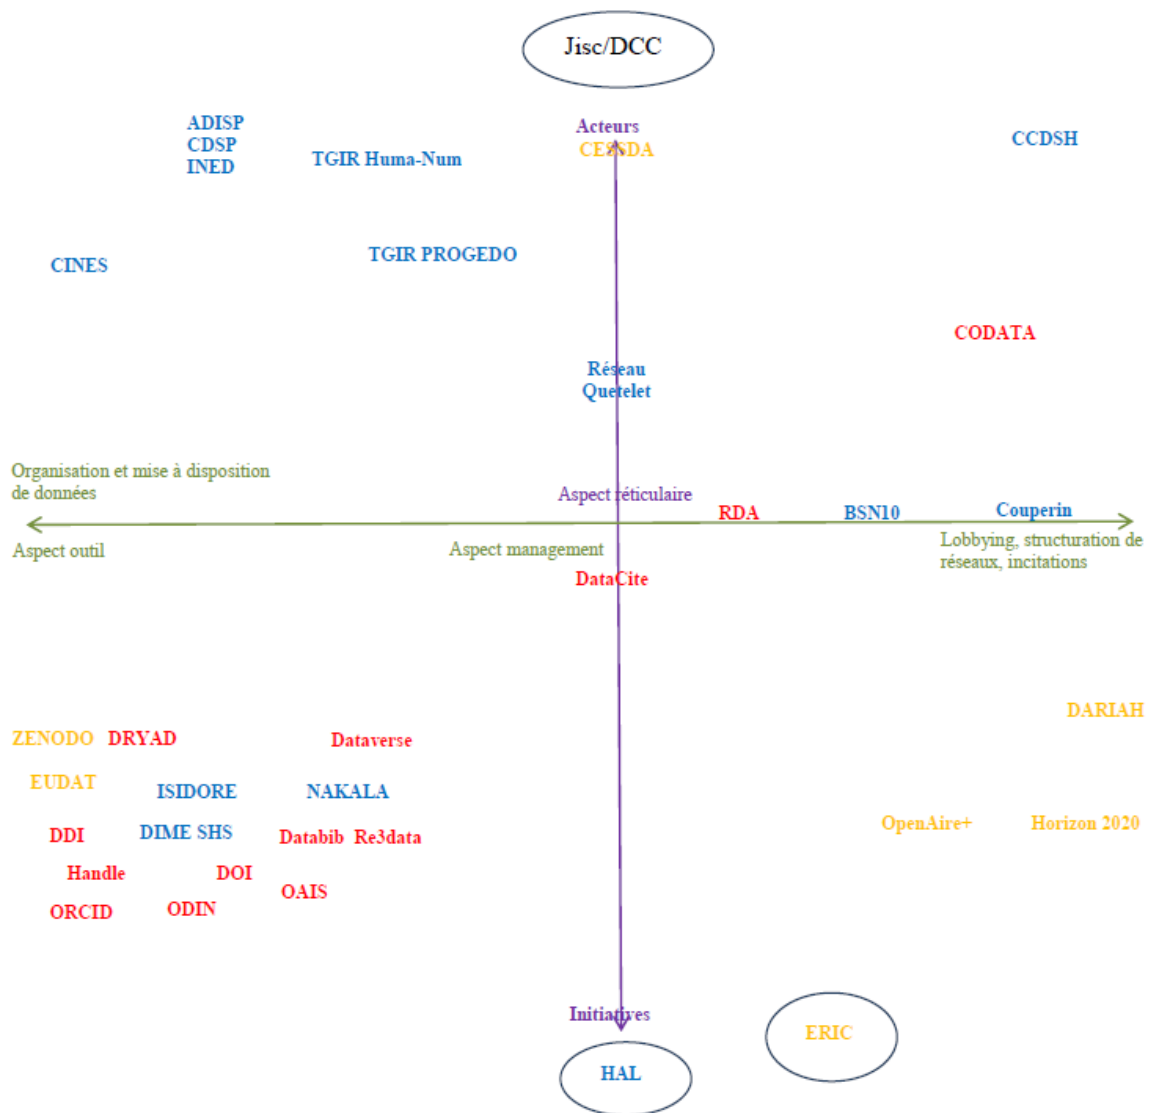 Jisc/DCC
ADISP
CDSP
INED
TGIR Huma-Num
Acteurs
CESSDA
CCDSH
CINES
TGIR PROGEDO
CODATA
Réseau
Quetelet
Organisation et mise à disposition
de données
Aspect réticulaire
RDA
BSN10
Couperin
Aspect outil
Aspect management
Lobbying, structuration de
réseaux, incitations
DataCite
DARIAH
ZENODO
DRYAD
Dataverse
EUDAT
ISIDORE
NAKALA
DDI
DIME SHS
Databib
Re3data
OpenAire+
Horizon 2020
Handle
DOI
OAIS
ORCID
ODIN
Initiatives
ERIC
HAL